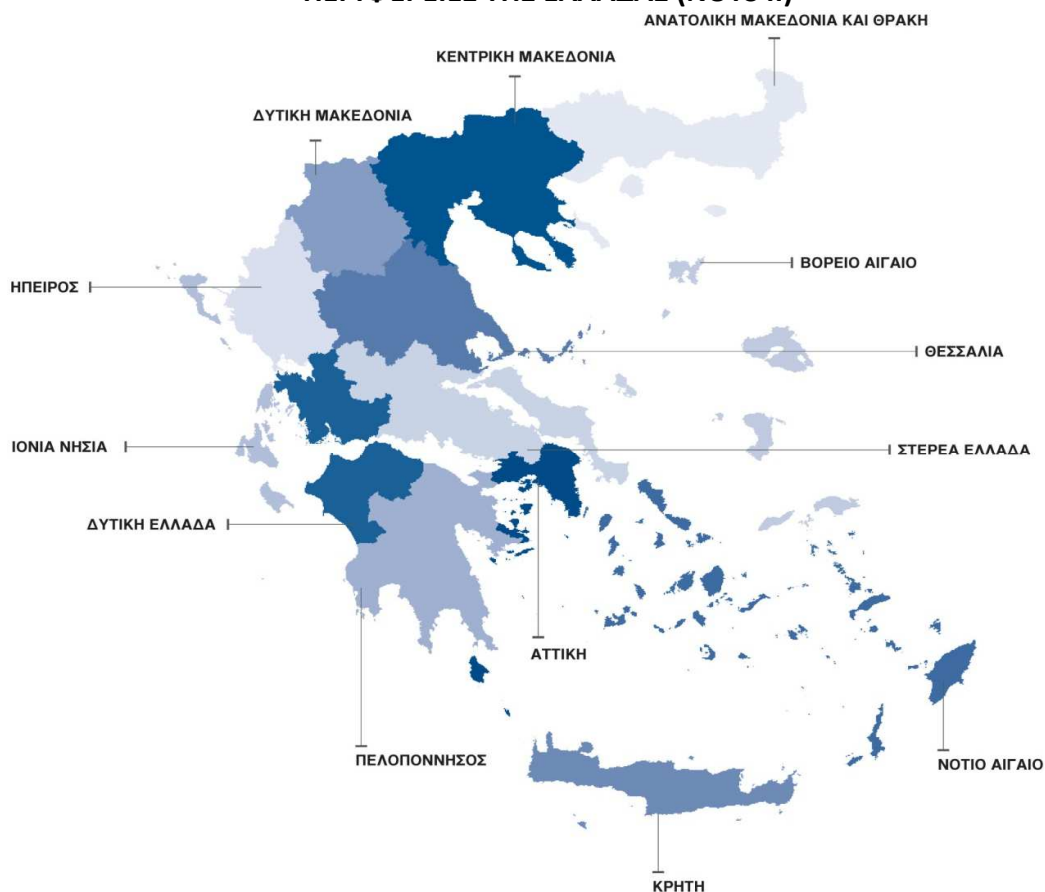 ΑΝΑΤΟΛΙΚΗ ΜΑΚΕΔΟΝΙΑ ΚΑΙ ΘΡΑΚΗ
ΚΕΝΤΡΙΚΗ ΜΑΚΕΔΟΝΙΑ
ΔΥΤΙΚΗ ΜΑΚΕΔΟΝΙΑ
ΒΟΡΕΙΟ ΑΙΓΑΙΟ
ΗΠΕΙΡΟΣ
ΘΕΣΣΑΛΙΑ
ΙΟΝΙΑ ΝΗΣΙΑ
ΣΤΕΡΕΑ ΕΛΛΑΔΑ
ΔΥΤΙΚΗ ΕΛΛΑΔΑ
ΑΤΤΙΚΗ
ΠΕΛΟΠΟΝΝΗΣΟΣ
ΝΟΤΙΟ ΑΙΓΑΙΟ
ΚΡΗΤΗ